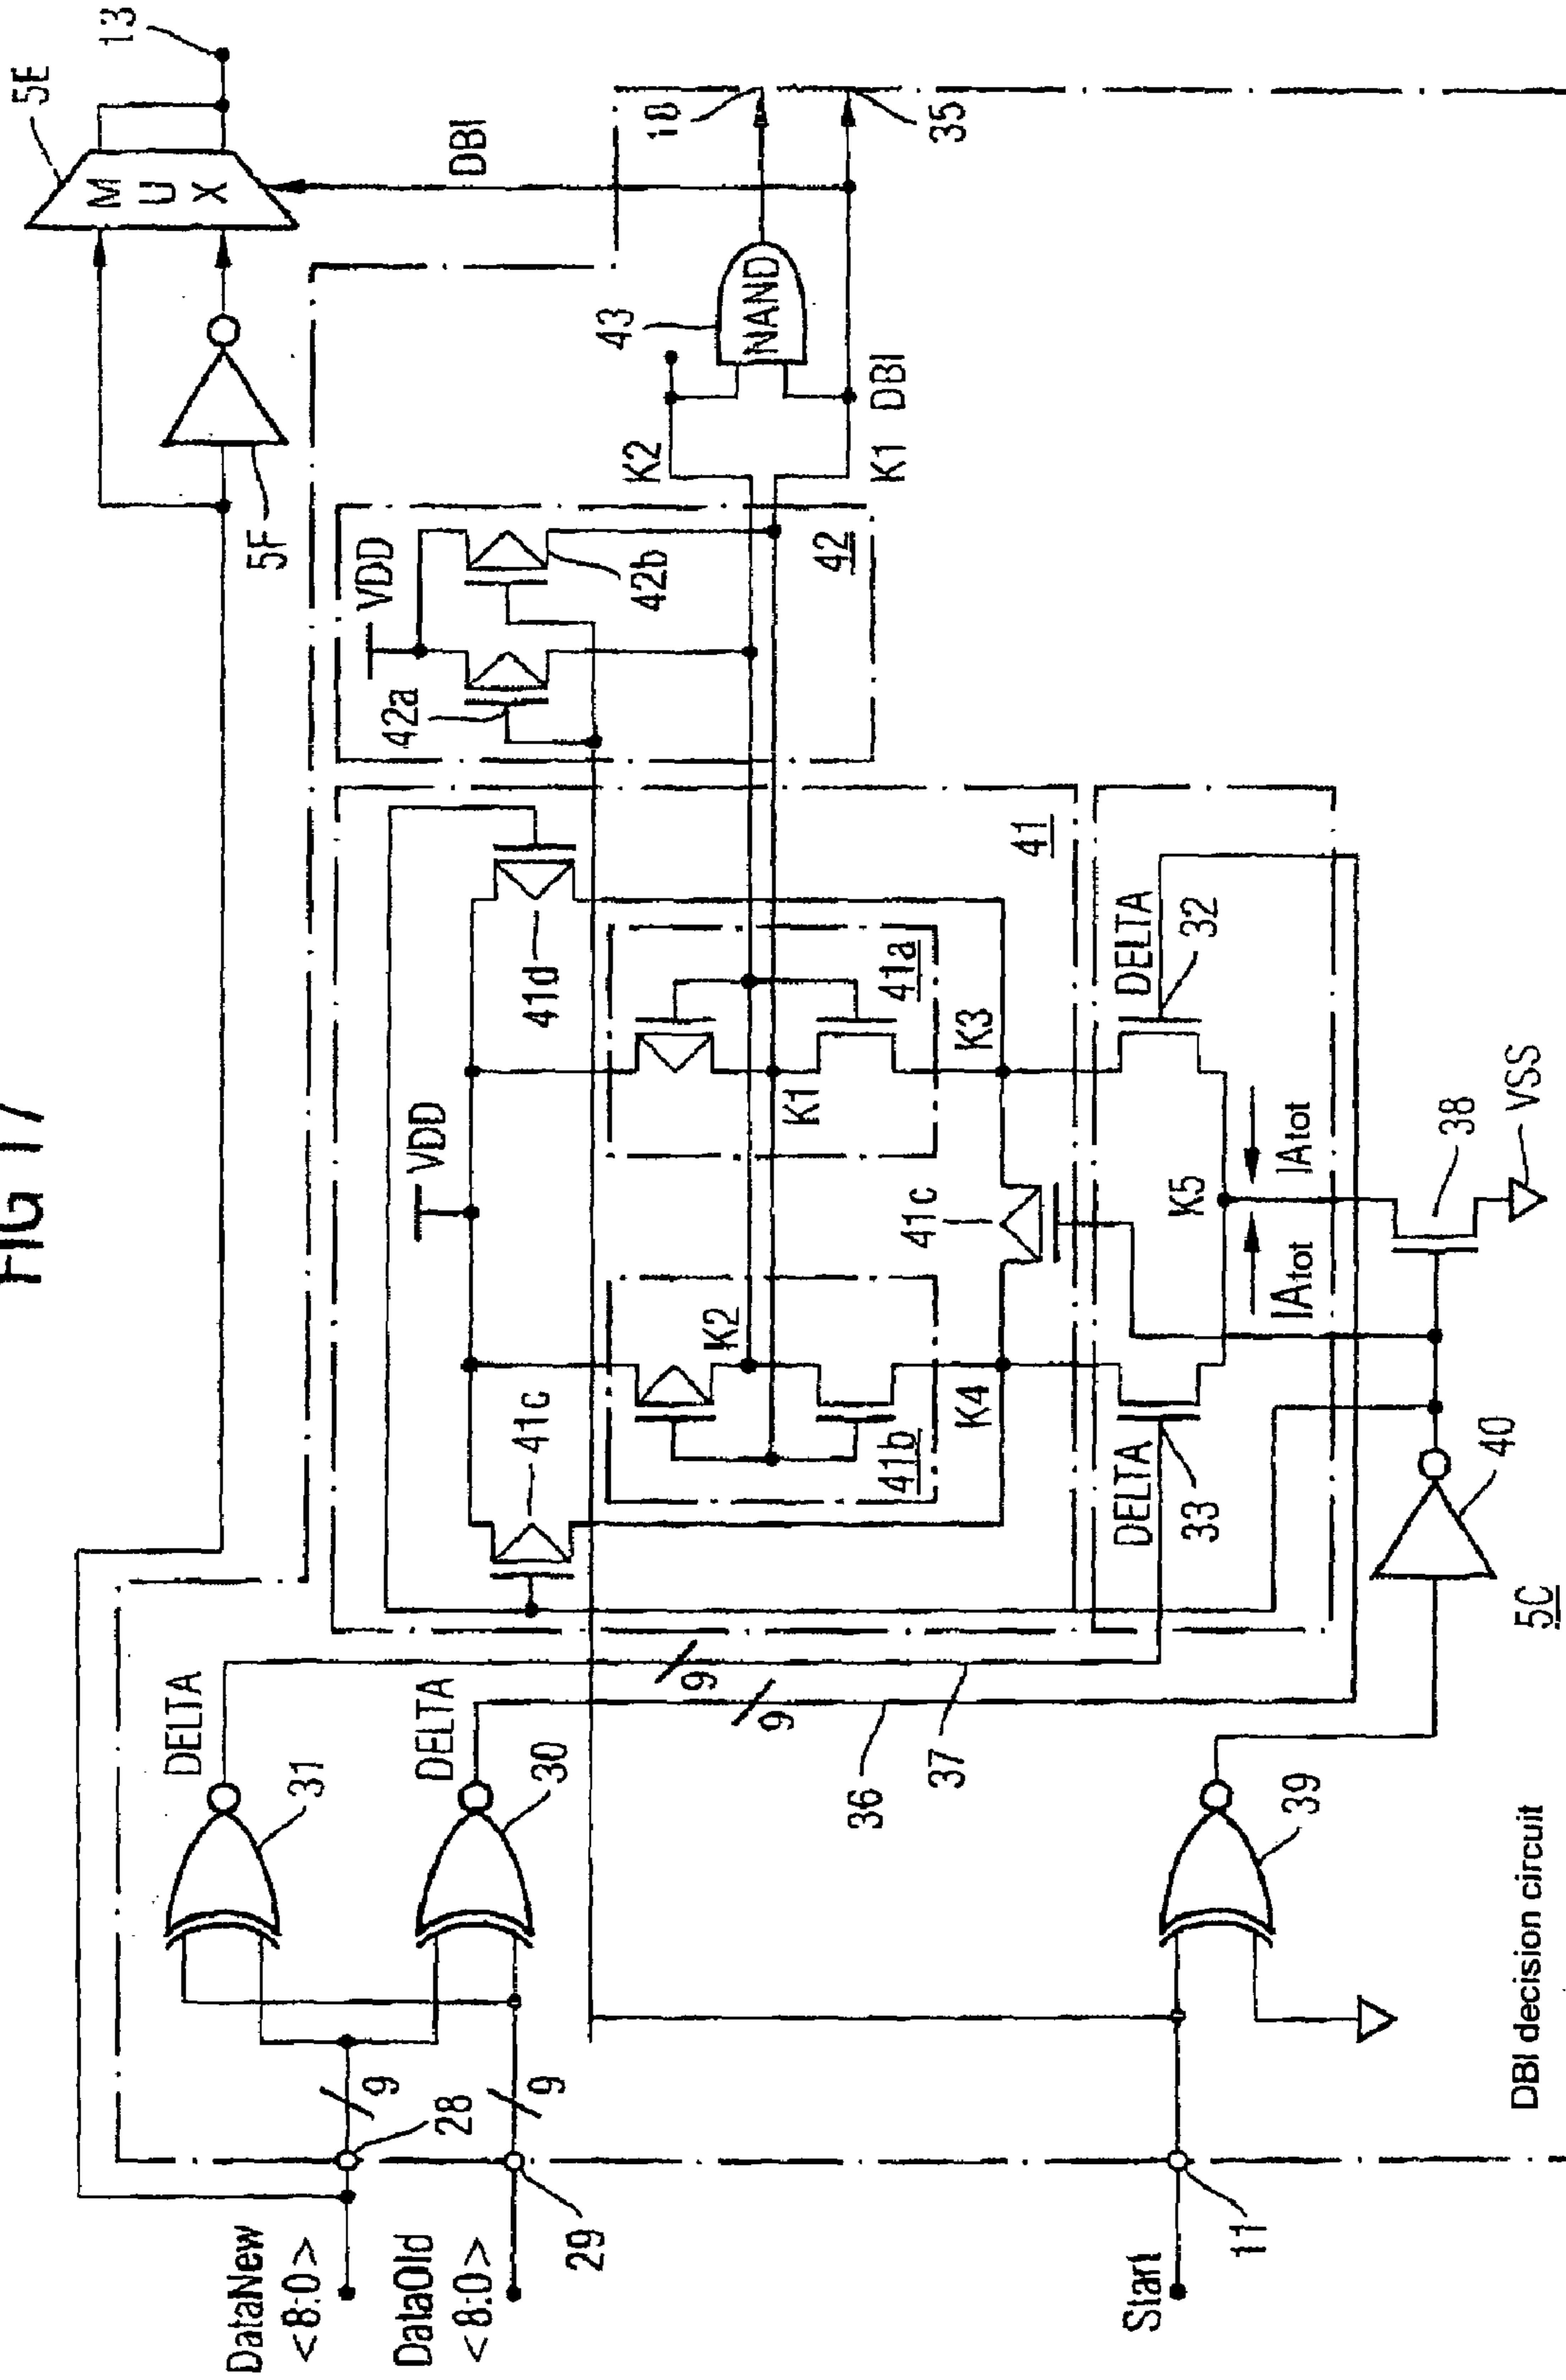 FIG 17
DataNew
<8:0>
DataOld
<8:0>
Start
28
29
11
9
9
DELTA
31
DELTA
30
9
9
36
37
39
DBI decision circuit
5C
40
VDD
41c
41d
K2
K1
41b
41a
41c
K4
K3
41
DELTA
33
DELTA
32
K5
IAtot
IAtot
38
VSS
VDD
42a
42b
42
5F
K2
K1
DBI
43
NAND
18
35
DBI
MUX
5E
13